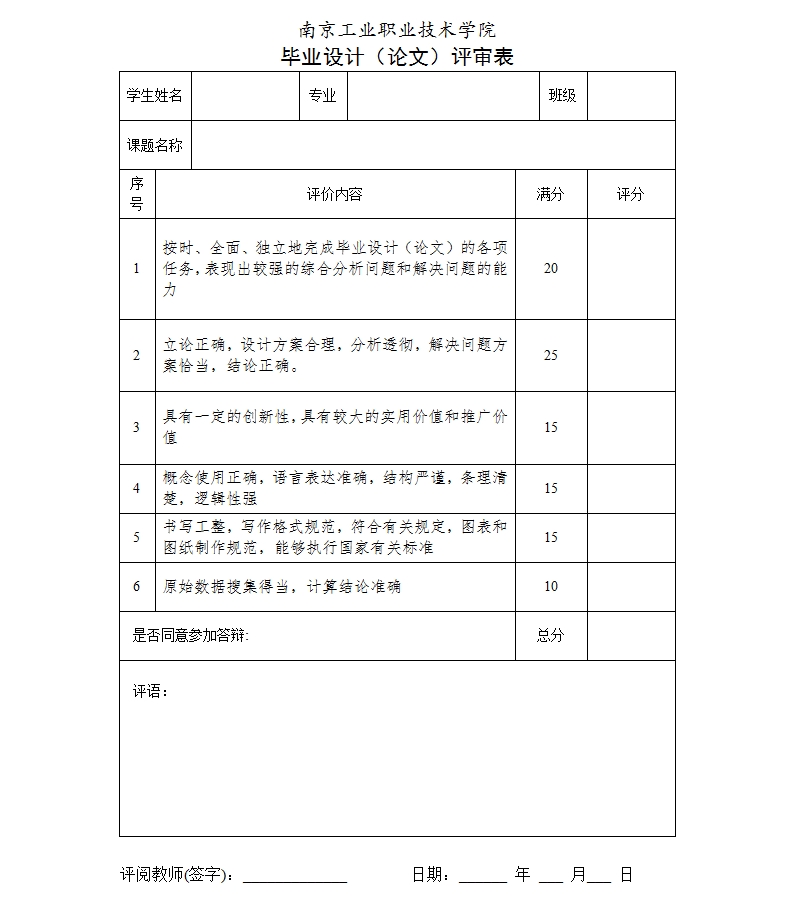 南京工业职业技术学院
毕业设计（论文）评审表
学生姓名 专业 班级
课题名称
序号 评价内容 满分 评分
1 按时、全面、独立地完成毕业设计（论文）的各项
任务，表现出较强的综合分析问题和解决问题的能
力 20
2 立论正确，设计方案合理，分析透彻，解决问题方
案恰当，结论正确。 25
3 具有一定的创新性，具有较大的实用价值和推广价
值 15
4 概念使用正确，语言表达准确，结构严谨，条理清
楚，逻辑性强 15
5 书写工整，写作格式规范，符合有关规定，图表和
图纸制作规范，能够执行国家有关标准 15
6 原始数据搜集得当，计算结论准确 10
是否同意参加答辩: 总分
评语：
评阅教师(签字)：_____________ 日期：______ 年 ___ 月___ 日